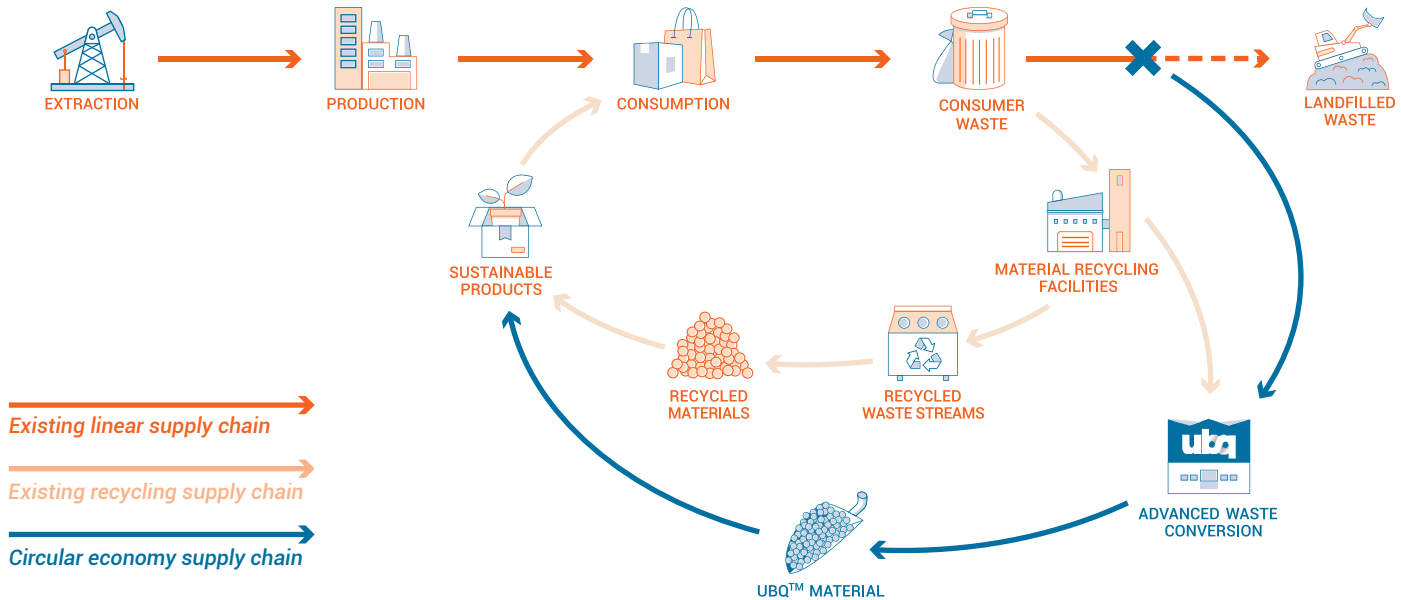 EXTRACTION
PRODUCTION
CONSUMPTION
CONSUMER
WASTE
LANDFILLED
WASTE
SUSTAINABLE
PRODUCTS
MATERIAL RECYCLING
FACILITIES
RECYCLED
MATERIALS
RECYCLED
WASTE STREAMS
Existing linear supply chain
Existing recycling supply chain
Circular economy supply chain
ubq
ADVANCED WASTE
CONVERSION
UBQ™ MATERIAL